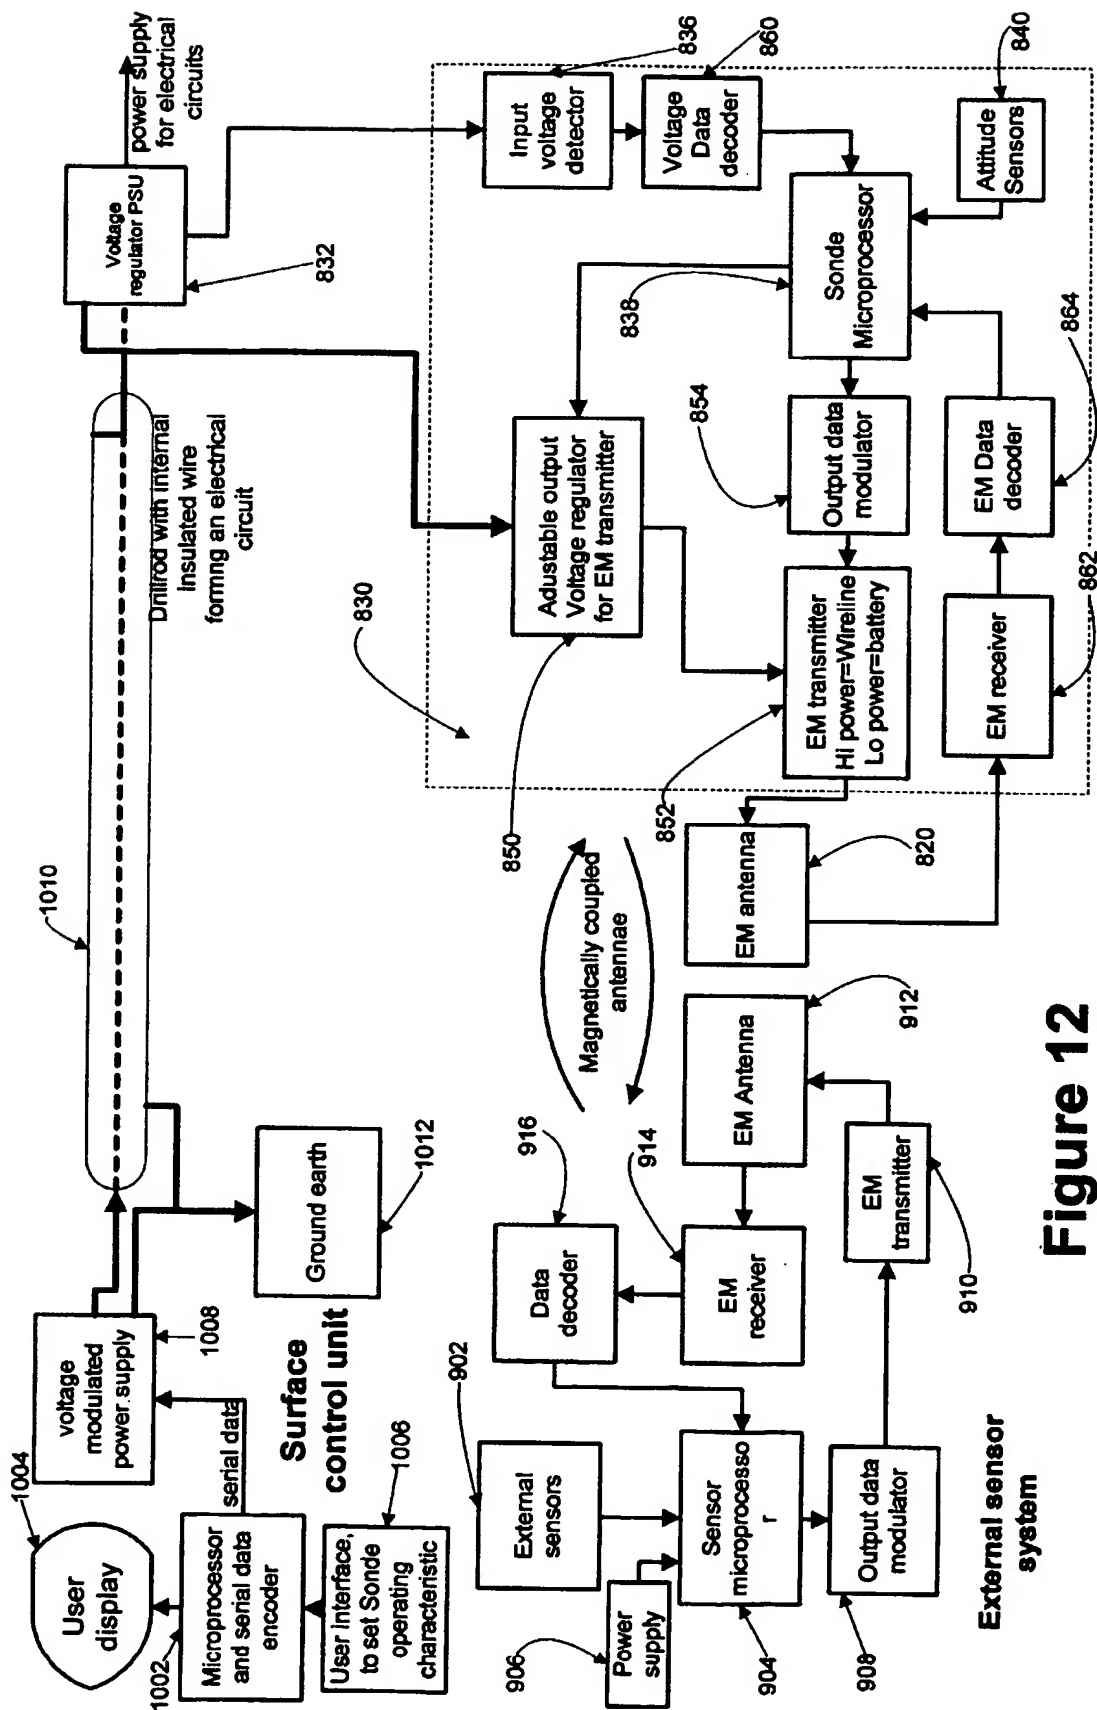 1004
User
display
1002
Microprocessor
and serial data
encoder
serial data
User interface,
to set Sonde
operating
characteristic
1006
voltage
modulated
power supply
1008
Surface
control unit
Ground earth
1012
1010
Drillrod with internal
Insulated wire
formng an electrical
circuit
Voltage
regulator PSU
832
power supply
for electrical
circuits
830
Input
voltage
detector
836
Voltage
Data
decoder
860
Adustable output
Voltage regulator
for EM transmitter
850
Sonde
Microprocessor
838
Attitude
Sensors
840
Output data
modulator
854
EM transmitter
Hi power=Wireline
Lo power=battery
852
EM Data
decoder
864
EM receiver
862
EM antenna
820
Magnetically coupled
antennae
External
sensors
902
Power
supply
906
Sensor
microprocesso
r
904
Data
decoder
916
EM
receiver
914
EM Antenna
912
Output data
modulator
908
EM
transmitter
910
External sensor
system
Figure 12